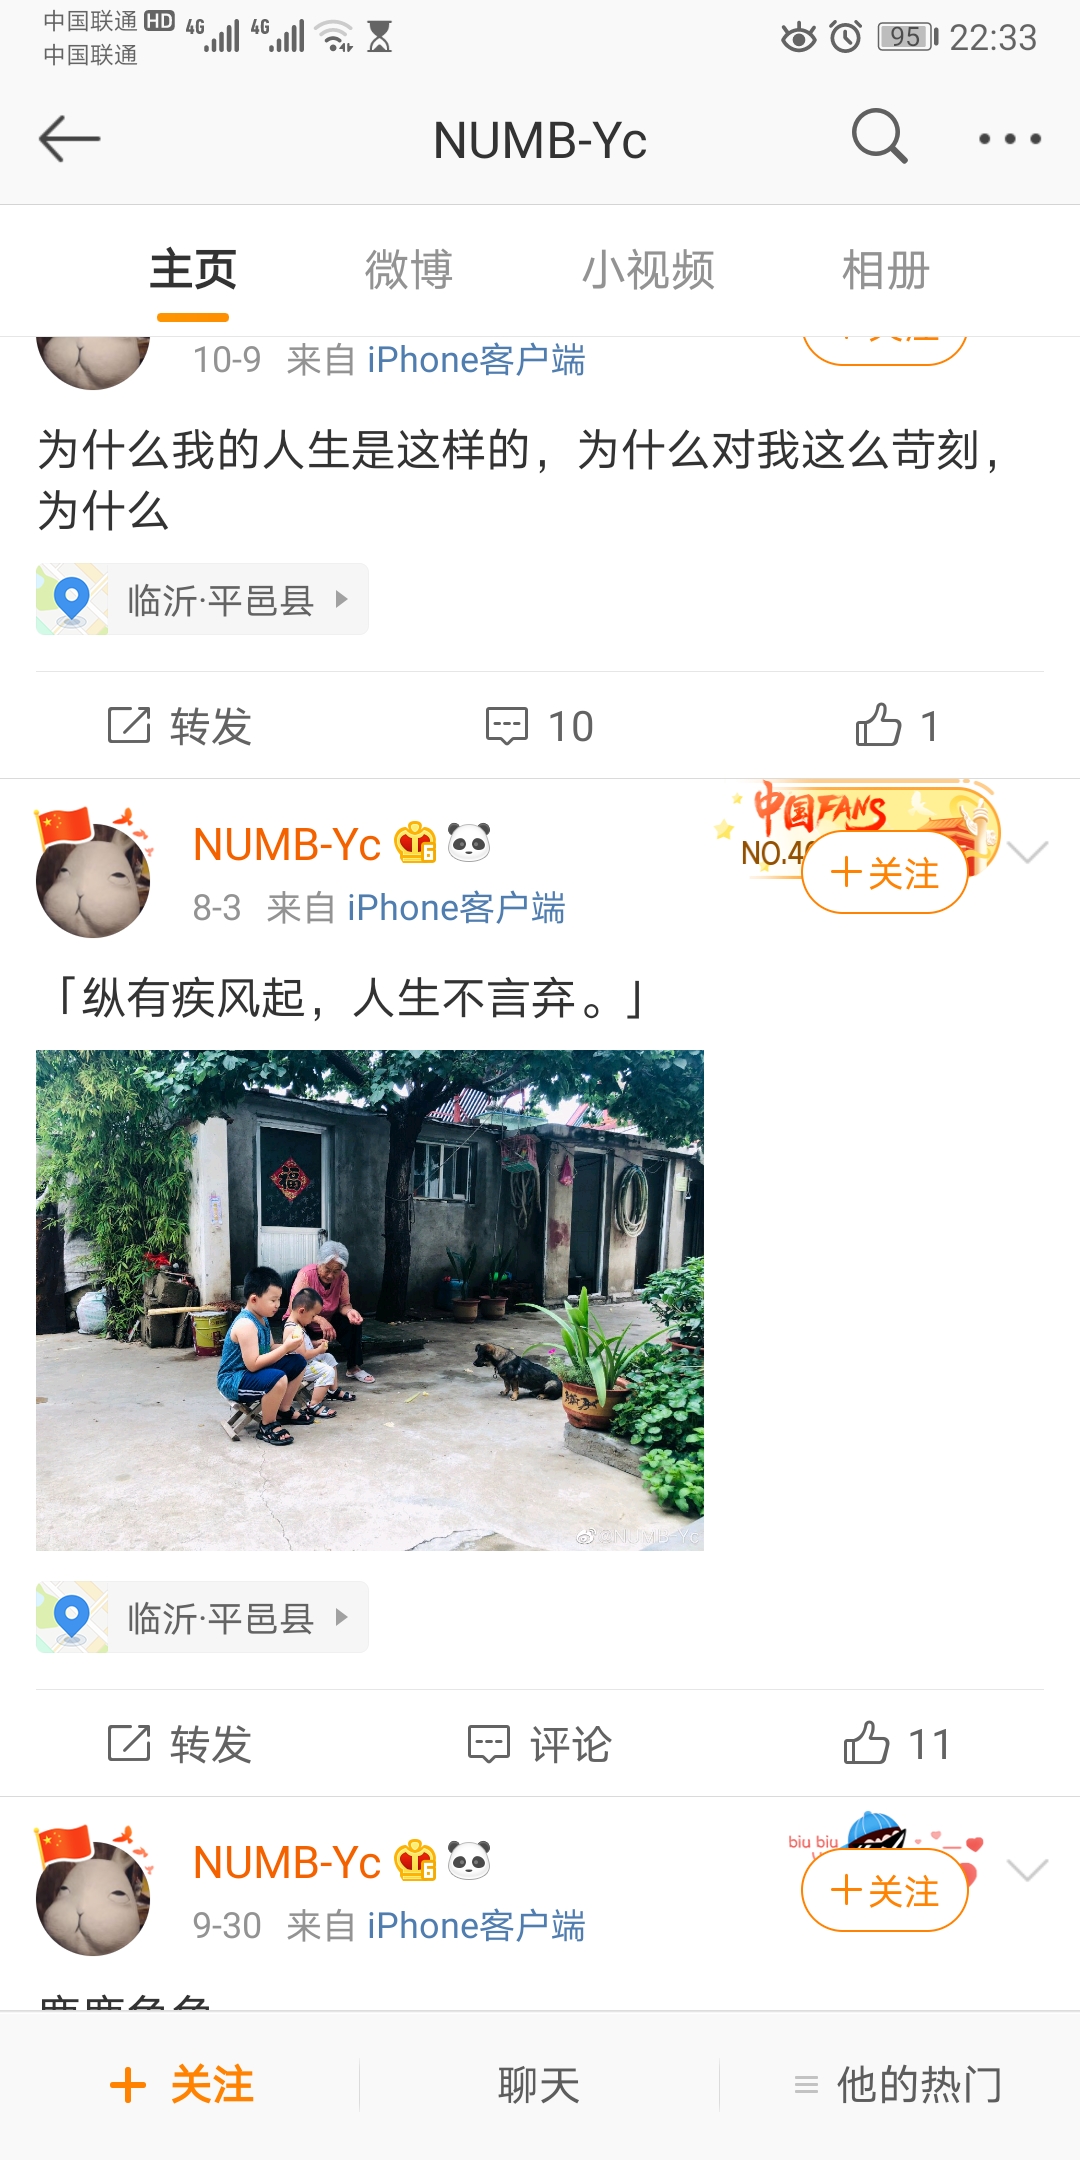 中国联通 HD 4G 4G 95 22:33
中国联通
NUMB-Yc
主页 微博 小视频 相册
10-9 来自 iPhone客户端
为什么我的人生是这样的，为什么对我这么苛刻，
为什么
临沂·平邑县
转发 10 1
中国FANS
NUMB-Yc 6
NO.4
+关注
8-3 来自 iPhone客户端
「纵有疾风起，人生不言弃。」
福
@NUMB-Yc
临沂·平邑县
转发 评论 11
NUMB-Yc 6
biu biu
+关注
9-30 来自 iPhone客户端
+ 关注 聊天 他的热门